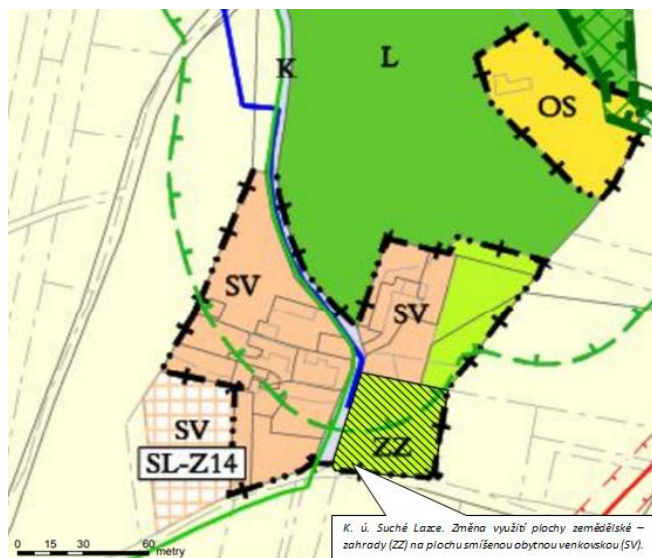 K
L
OS
SV
SV
SV
SL-Z14
ZZ
0 15 30 60
metry
K. ú. Suché Lazce. Změna využití plochy zemědělské –
zahrady (ZZ) na plochu smíšenou obytnou venkovskou (SV).